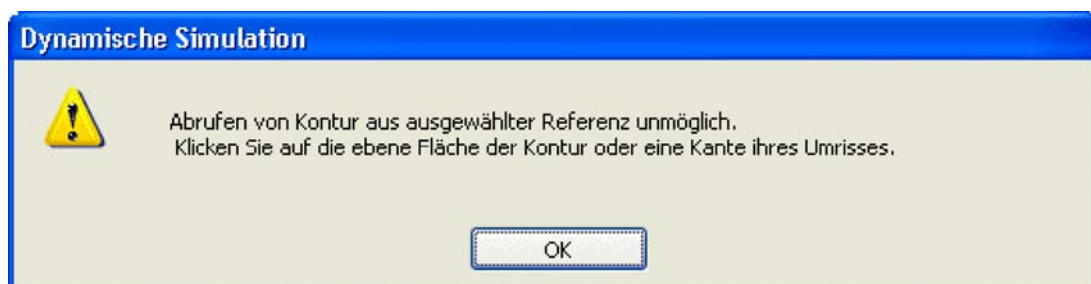 Dynamische Simulation
Abrufen von Kontur aus ausgewählter Referenz unmöglich.
Klicken Sie auf die ebene Fläche der Kontur oder eine Kante ihres Umrisses.
OK